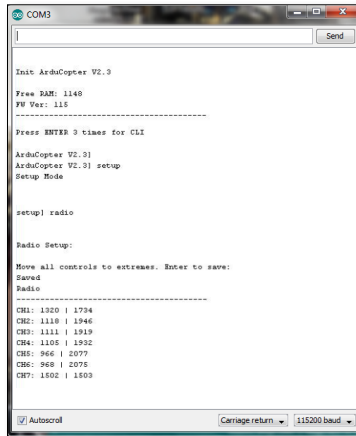 COM3
Send
Init ArduCopter V2.3
Free RAM: 1148
FW Ver: 115
----------------------------------------
Press ENTER 3 times for CLI
ArduCopter V2.3]
ArduCopter V2.3] setup
Setup Mode
setup] radio
Radio Setup:
Move all controls to extremes. Enter to save:
Saved
Radio
----------------------------------------
CH1: 1320 | 1734
CH2: 1118 | 1946
CH3: 1111 | 1919
CH4: 1105 | 1932
CH5: 966 | 2077
CH6: 968 | 2075
CH7: 1502 | 1503
Autoscroll
Carriage return
115200 baud